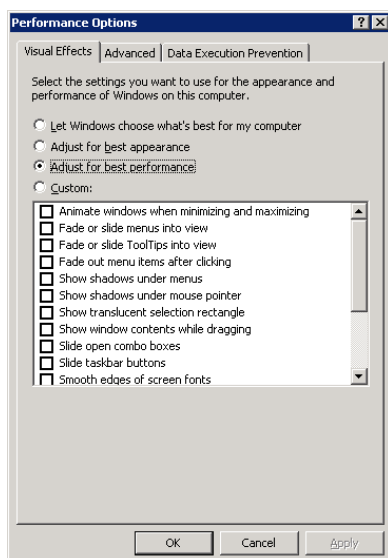 Performance Options
Visual Effects Advanced Data Execution Prevention
Select the settings you want to use for the appearance and
performance of Windows on this computer.
Let Windows choose what's best for my computer
Adjust for best appearance
Adjust for best performance
Custom:
Animate windows when minimizing and maximizing
Fade or slide menus into view
Fade or slide ToolTips into view
Fade out menu items after clicking
Show shadows under menus
Show shadows under mouse pointer
Show translucent selection rectangle
Show window contents while dragging
Slide open combo boxes
Slide taskbar buttons
Smooth edges of screen fonts
OK Cancel Apply